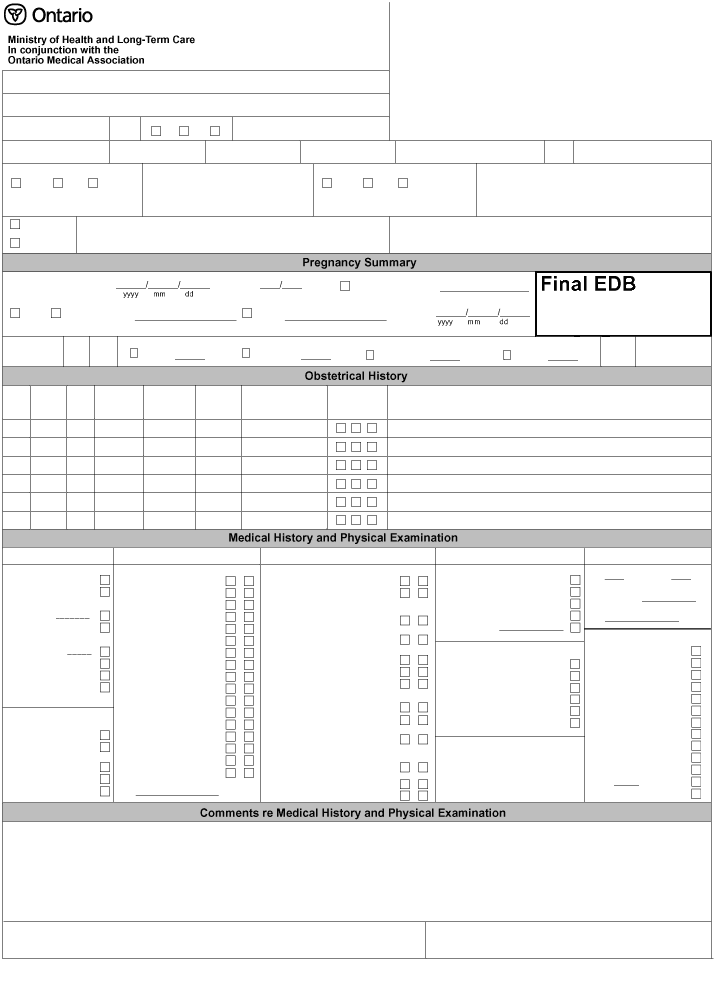 Ontario
Ministry of Health and Long-Term Care
In conjunction with the
Ontario Medical Association
Pregnancy Summary
yyyy mm dd
Final EDB
yyyy mm dd
Obstetrical History
Medical History and Physical Examination
Comments re Medical History and Physical Examination